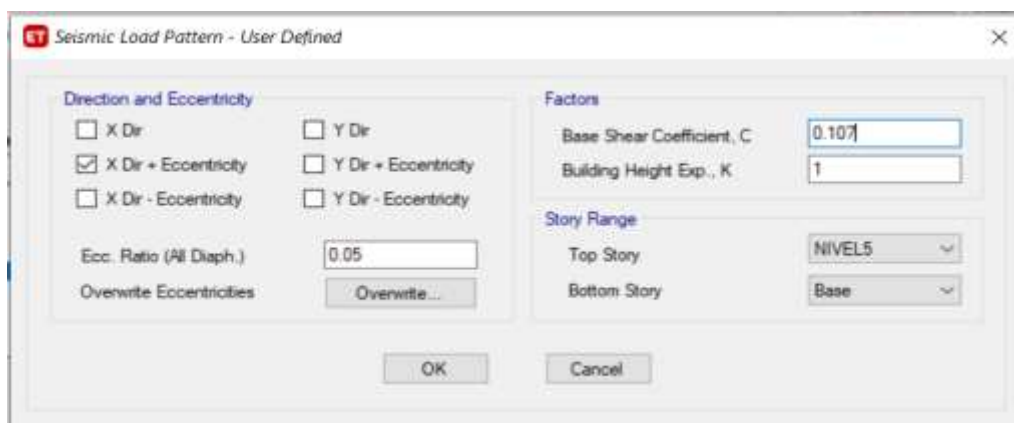 ET Seismic Load Pattern - User Defined
Direction and Eccentricity
X Dir
Y Dir
X Dir + Eccentricity
Y Dir + Eccentricity
X Dir - Eccentricity
Y Dir - Eccentricity
Ecc. Ratio (All Diaph.)
0.05
Overwrite Eccentricities
Overwrite...
Factors
Base Shear Coefficient, C
0.107
Building Height Exp., K
1
Story Range
Top Story
NIVEL5
Bottom Story
Base
OK
Cancel